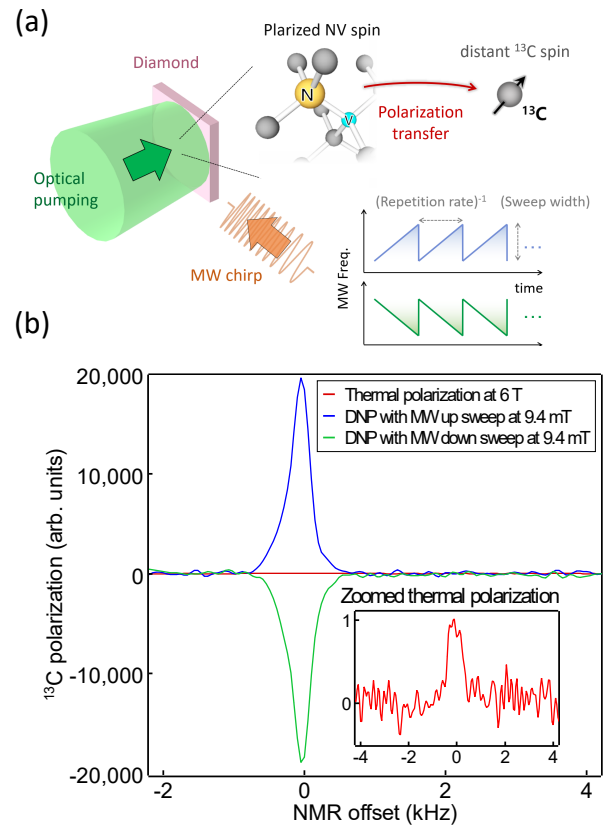 (a)
Plarized NV spin
Diamond
distant ¹³C spin
N
V
¹³C
Polarization
transfer
Optical
pumping
MW chirp
(Repetition rate)⁻¹
(Sweep width)
MW Freq.
...
time
...
(b)
20,000
10,000
0
-10,000
-20,000
¹³C polarization (arb. units)
Thermal polarization at 6 T
DNP with MW up sweep at 9.4 mT
DNP with MW down sweep at 9.4 mT
Zoomed thermal polarization
1
0
-4 -2 0 2 4
-2 0 2 4
NMR offset (kHz)